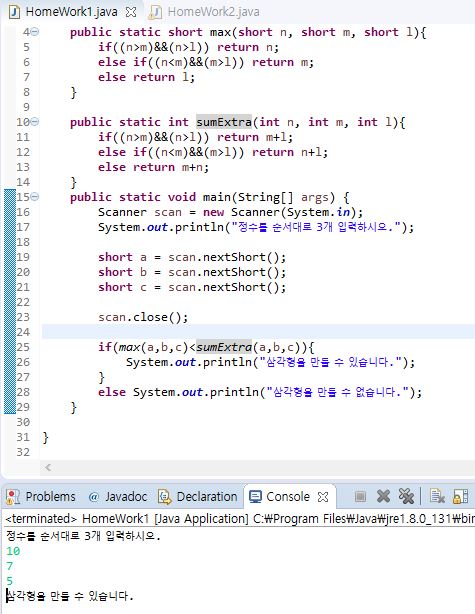 HomeWork1.java HomeWork2.java
4 public static short max(short n, short m, short l){
5 if((n>m)&&(n>l)) return n;
6 else if((n<m)&&(m>l)) return m;
7 else return l;
8 }
9
10 public static int sumExtra(int n, int m, int l){
11 if((n>m)&&(n>l)) return m+l;
12 else if((n<m)&&(m>l)) return n+l;
13 else return m+n;
14 }
15 public static void main(String[] args) {
16 Scanner scan = new Scanner(System.in);
17 System.out.println("정수를 순서대로 3개 입력하시오.");
18
19 short a = scan.nextShort();
20 short b = scan.nextShort();
21 short c = scan.nextShort();
22
23 scan.close();
24
25 if(max(a,b,c)<sumExtra(a,b,c)){
26 System.out.println("삼각형을 만들 수 있습니다.");
27 }
28 else System.out.println("삼각형을 만들 수 없습니다.");
29 }
30
31 }
32
Problems @ Javadoc Declaration Console
<terminated> HomeWork1 [Java Application] C:₩Program Files₩Java₩jre1.8.0_131₩bin
정수를 순서대로 3개 입력하시오.
10
7
5
삼각형을 만들 수 있습니다.